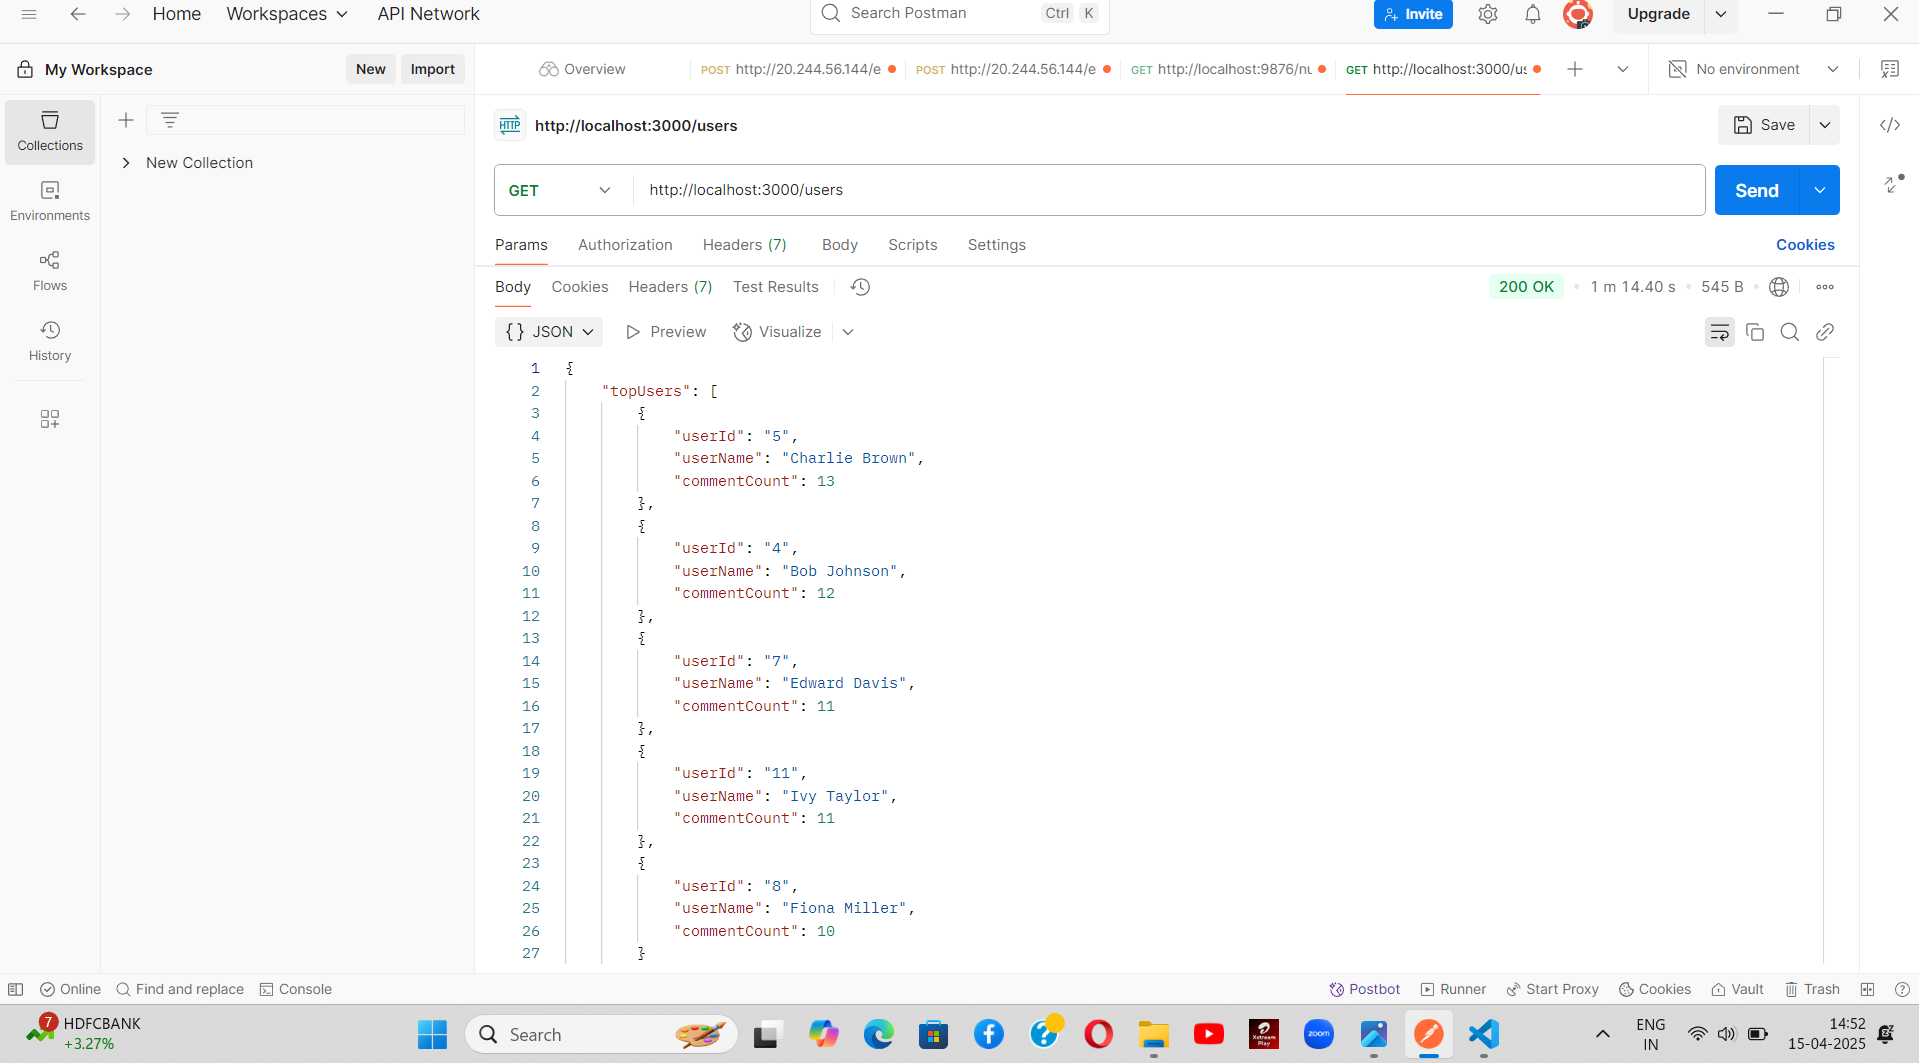 Home
Workspaces
API Network
Search Postman
Ctrl K
Invite
Upgrade
My Workspace
New
Import
Overview
POST http://20.244.56.144/e
POST http://20.244.56.144/e
GET http://localhost:9876/nu
GET http://localhost:3000/us
No environment
Collections
Environments
Flows
History
New Collection
HTTP
http://localhost:3000/users
Save
GET
http://localhost:3000/users
Send
Params
Authorization
Headers (7)
Body
Scripts
Settings
Cookies
Body
Cookies
Headers (7)
Test Results
200 OK
1 m 14.40 s
545 B
{} JSON
Preview
Visualize
1 {
2 "topUsers": [
3 {
4 "userId": "5",
5 "userName": "Charlie Brown",
6 "commentCount": 13
7 },
8 {
9 "userId": "4",
10 "userName": "Bob Johnson",
11 "commentCount": 12
12 },
13 {
14 "userId": "7",
15 "userName": "Edward Davis",
16 "commentCount": 11
17 },
18 {
19 "userId": "11",
20 "userName": "Ivy Taylor",
21 "commentCount": 11
22 },
23 {
24 "userId": "8",
25 "userName": "Fiona Miller",
26 "commentCount": 10
27 }
Online
Find and replace
Console
Postbot
Runner
Start Proxy
Cookies
Vault
Trash
7
HDFCBANK
+3.27%
Search
Xstream
Play
zoom
ENG
IN
14:52
15-04-2025